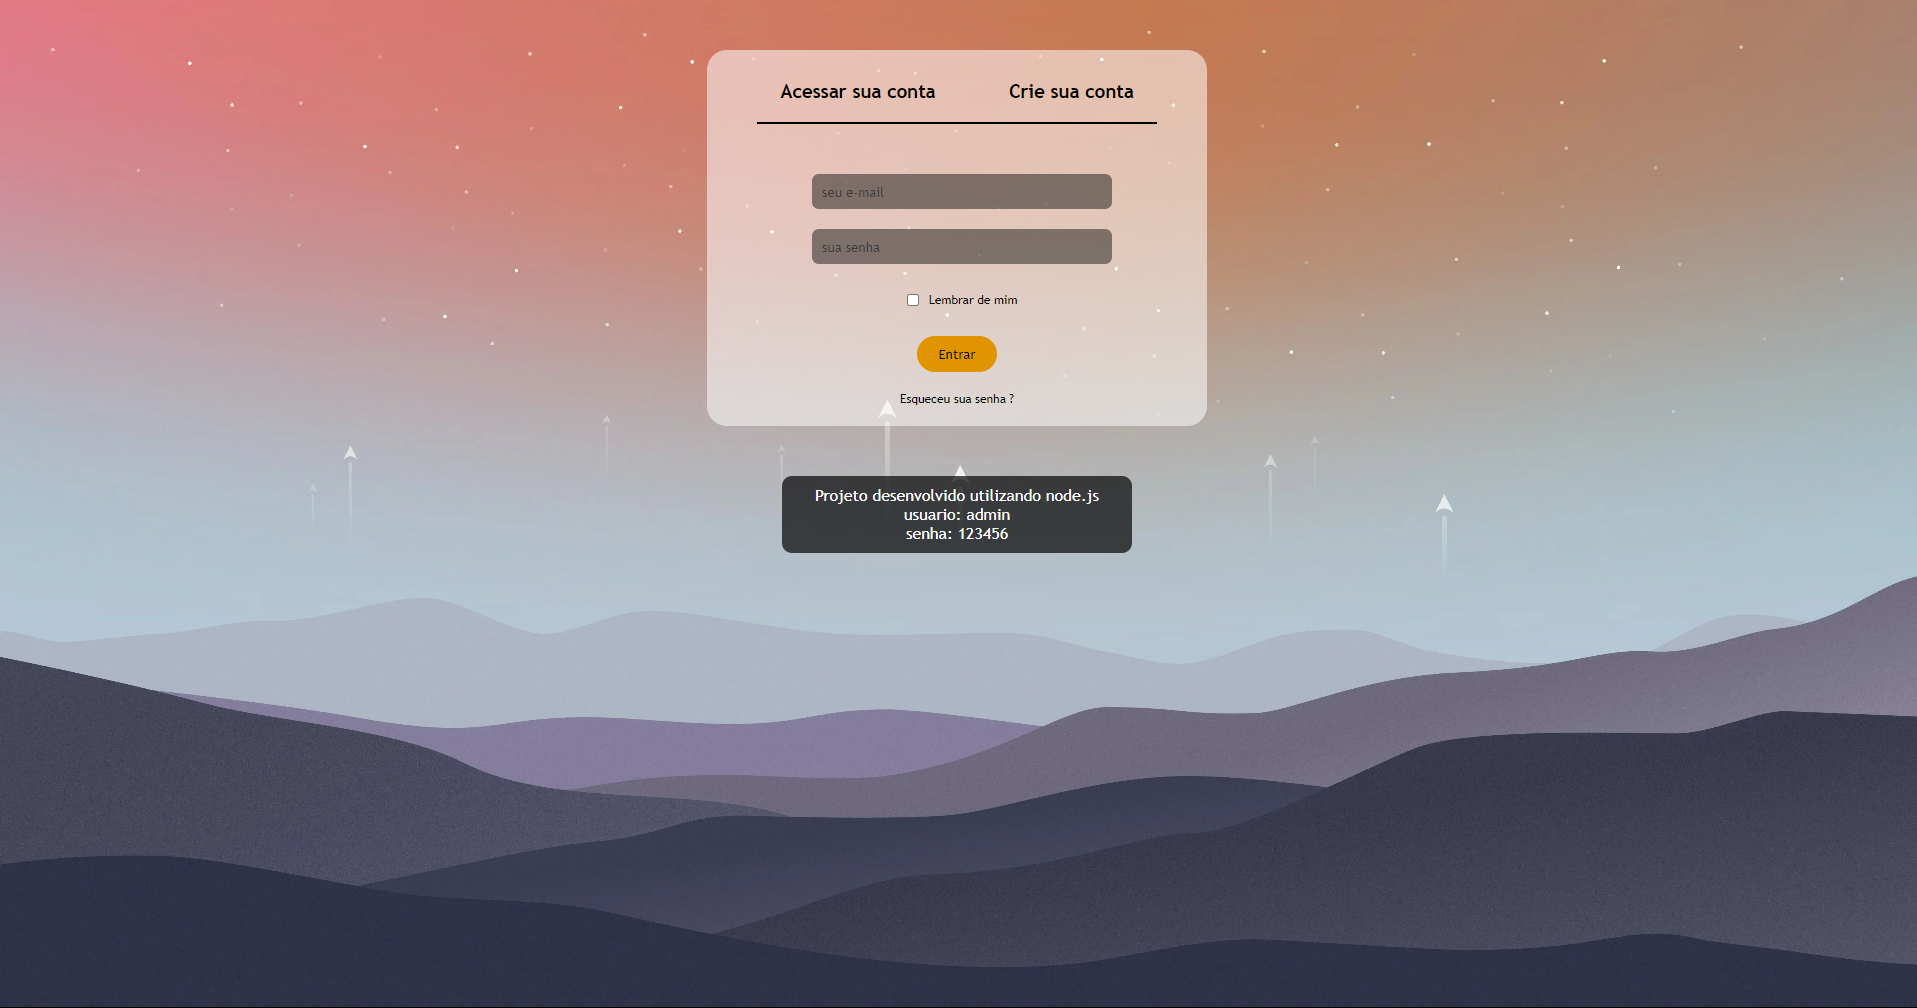 Acessar sua conta
Crie sua conta
seu e-mail
sua senha
Lembrar de mim
Entrar
Esqueceu sua senha ?
Projeto desenvolvido utilizando node.js
usuario: admin
senha: 123456